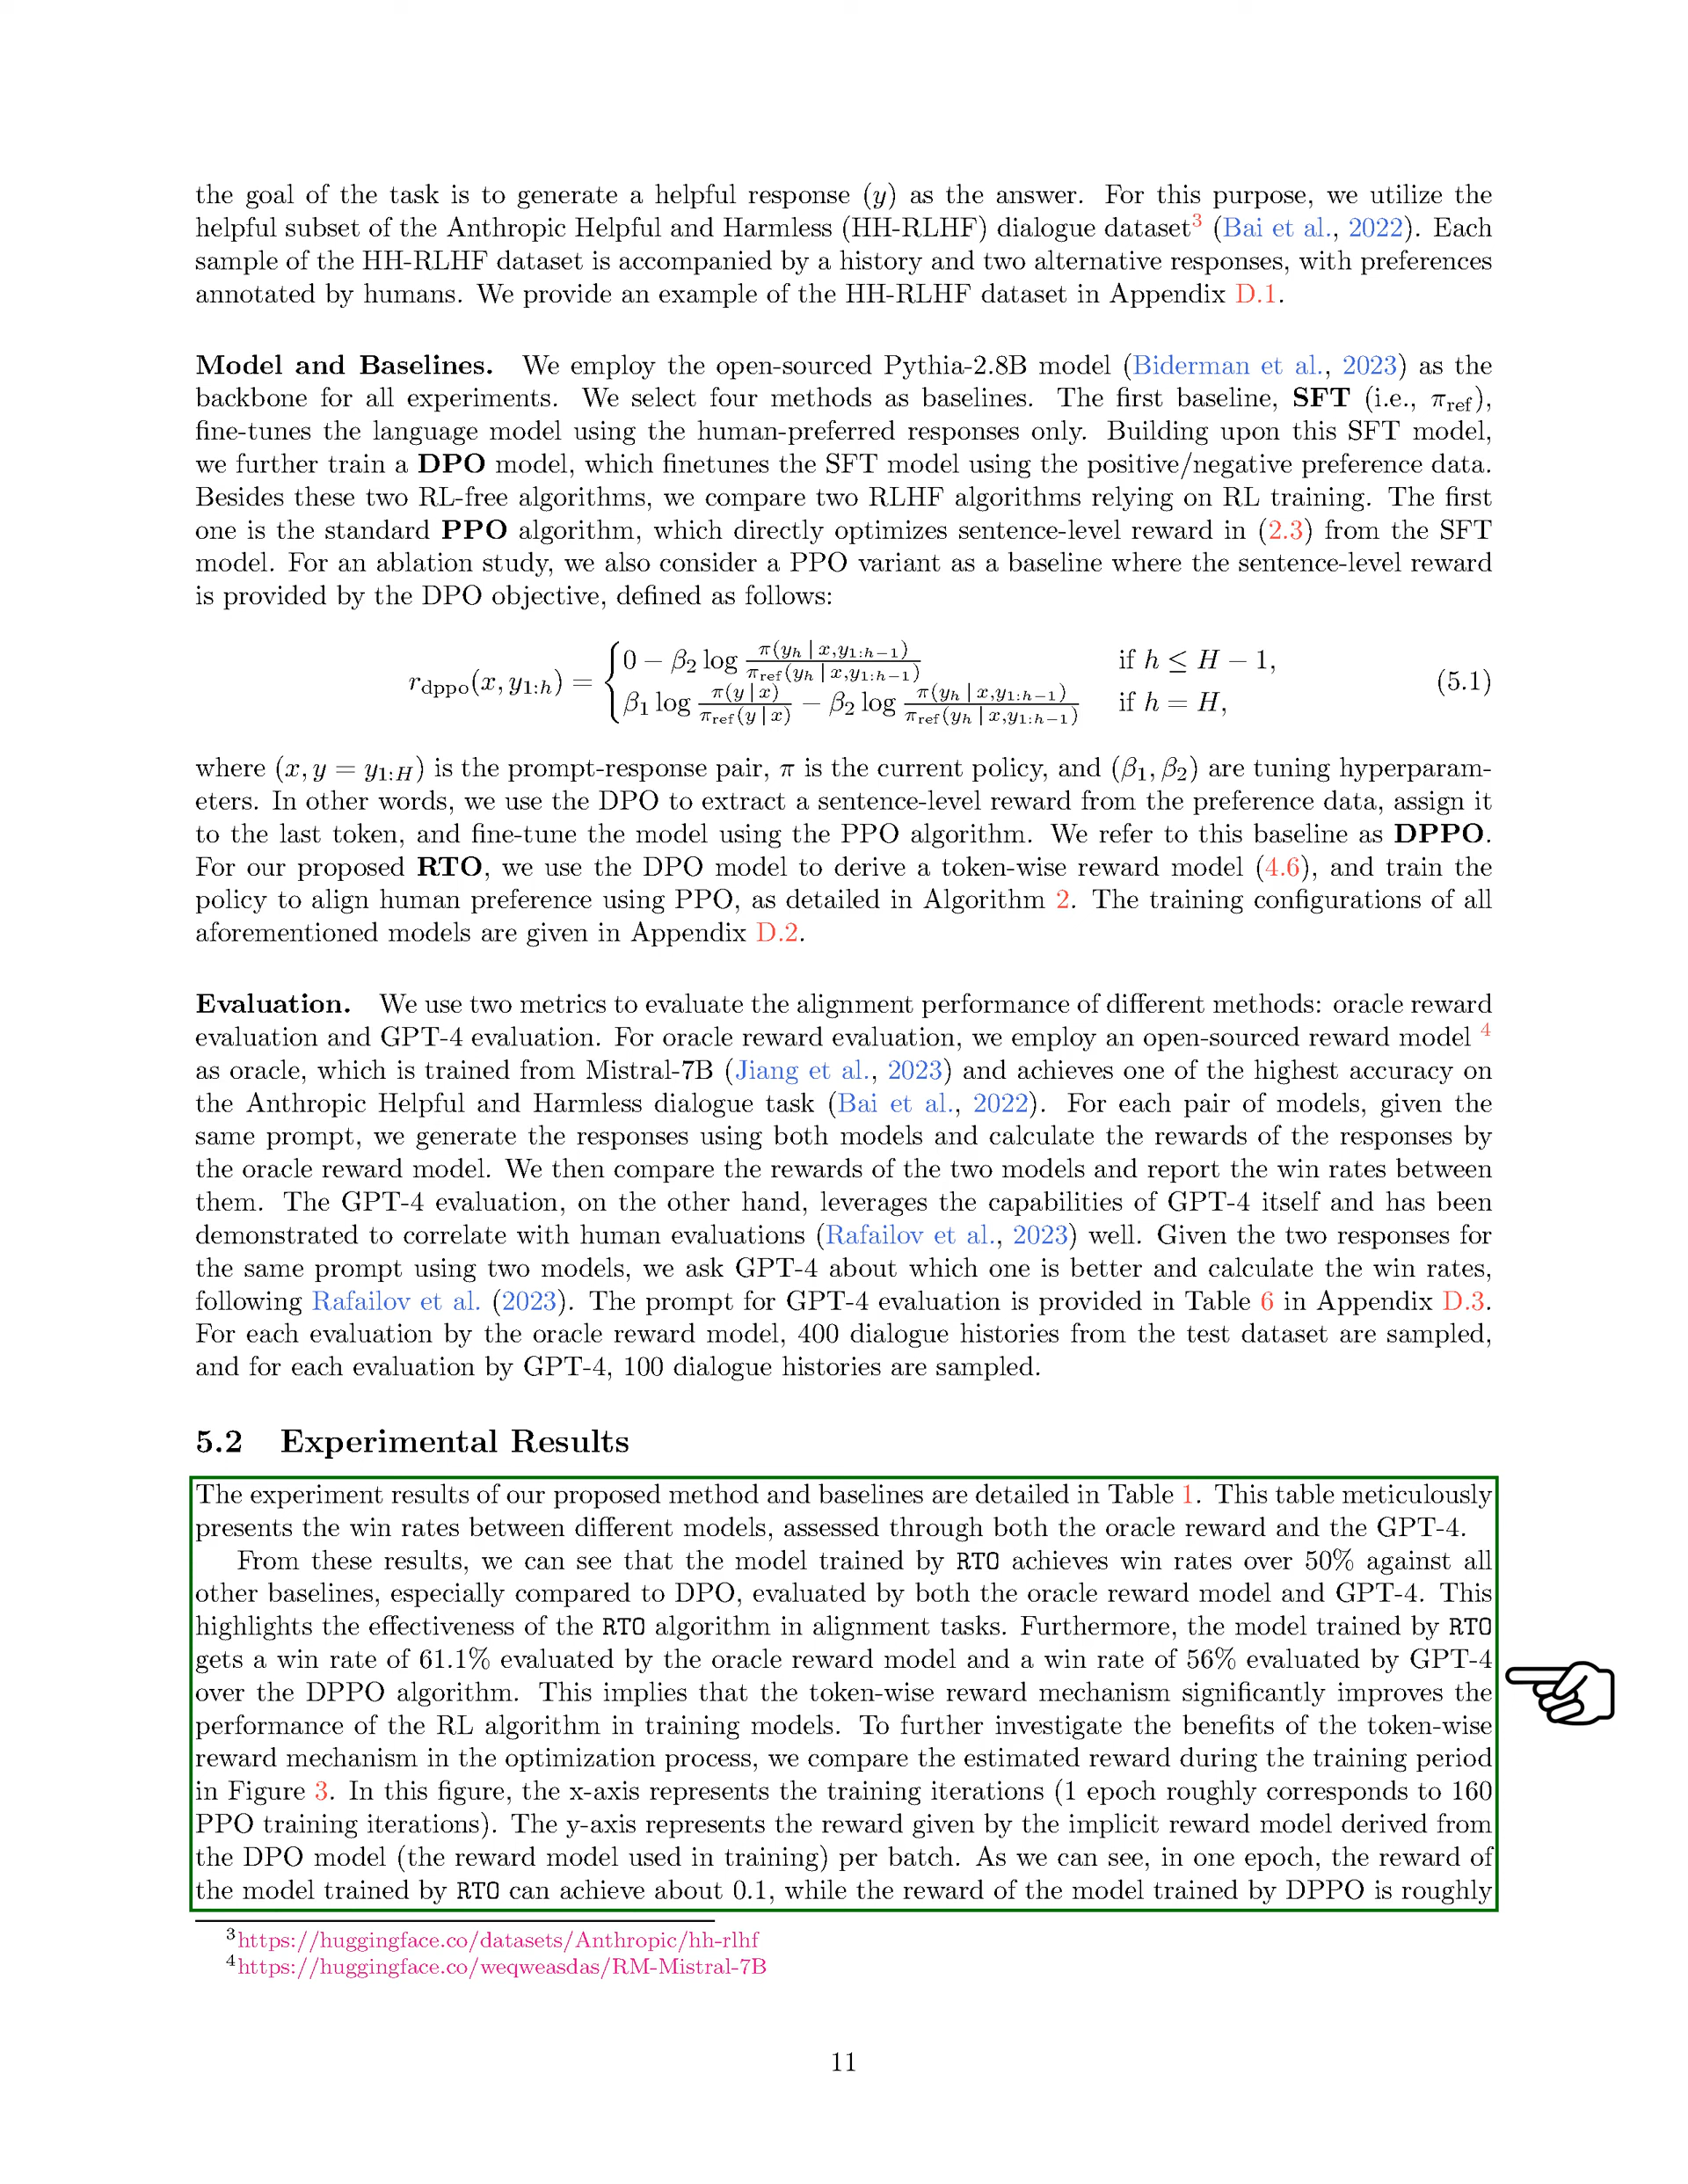 the goal of the task is to generate a helpful response (y) as the answer. For this purpose, we utilize the
helpful subset of the Anthropic Helpful and Harmless (HH-RLHF) dialogue dataset³ (Bai et al., 2022). Each
sample of the HH-RLHF dataset is accompanied by a history and two alternative responses, with preferences
annotated by humans. We provide an example of the HH-RLHF dataset in Appendix D.1.
Model and Baselines. We employ the open-sourced Pythia-2.8B model (Biderman et al., 2023) as the
backbone for all experiments. We select four methods as baselines. The first baseline, SFT (i.e., π_ref),
fine-tunes the language model using the human-preferred responses only. Building upon this SFT model,
we further train a DPO model, which finetunes the SFT model using the positive/negative preference data.
Besides these two RL-free algorithms, we compare two RLHF algorithms relying on RL training. The first
one is the standard PPO algorithm, which directly optimizes sentence-level reward in (2.3) from the SFT
model. For an ablation study, we also consider a PPO variant as a baseline where the sentence-level reward
is provided by the DPO objective, defined as follows:
r_dppo(x, y_{1:h}) = { 0 − β₂ log π(y_h | x,y_{1:h−1}) / π_ref(y_h | x,y_{1:h−1}) if h ≤ H − 1,
β₁ log π(y | x) / π_ref(y | x) − β₂ log π(y_h | x,y_{1:h−1}) / π_ref(y_h | x,y_{1:h−1}) if h = H, (5.1)
where (x, y = y_{1:H}) is the prompt-response pair, π is the current policy, and (β₁, β₂) are tuning hyperparam-
eters. In other words, we use the DPO to extract a sentence-level reward from the preference data, assign it
to the last token, and fine-tune the model using the PPO algorithm. We refer to this baseline as DPPO.
For our proposed RTO, we use the DPO model to derive a token-wise reward model (4.6), and train the
policy to align human preference using PPO, as detailed in Algorithm 2. The training configurations of all
aforementioned models are given in Appendix D.2.
Evaluation. We use two metrics to evaluate the alignment performance of different methods: oracle reward
evaluation and GPT-4 evaluation. For oracle reward evaluation, we employ an open-sourced reward model ⁴
as oracle, which is trained from Mistral-7B (Jiang et al., 2023) and achieves one of the highest accuracy on
the Anthropic Helpful and Harmless dialogue task (Bai et al., 2022). For each pair of models, given the
same prompt, we generate the responses using both models and calculate the rewards of the responses by
the oracle reward model. We then compare the rewards of the two models and report the win rates between
them. The GPT-4 evaluation, on the other hand, leverages the capabilities of GPT-4 itself and has been
demonstrated to correlate with human evaluations (Rafailov et al., 2023) well. Given the two responses for
the same prompt using two models, we ask GPT-4 about which one is better and calculate the win rates,
following Rafailov et al. (2023). The prompt for GPT-4 evaluation is provided in Table 6 in Appendix D.3.
For each evaluation by the oracle reward model, 400 dialogue histories from the test dataset are sampled,
and for each evaluation by GPT-4, 100 dialogue histories are sampled.
5.2 Experimental Results
The experiment results of our proposed method and baselines are detailed in Table 1. This table meticulously
presents the win rates between different models, assessed through both the oracle reward and the GPT-4.
From these results, we can see that the model trained by RTO achieves win rates over 50% against all
other baselines, especially compared to DPO, evaluated by both the oracle reward model and GPT-4. This
highlights the effectiveness of the RTO algorithm in alignment tasks. Furthermore, the model trained by RTO
gets a win rate of 61.1% evaluated by the oracle reward model and a win rate of 56% evaluated by GPT-4
over the DPPO algorithm. This implies that the token-wise reward mechanism significantly improves the
performance of the RL algorithm in training models. To further investigate the benefits of the token-wise
reward mechanism in the optimization process, we compare the estimated reward during the training period
in Figure 3. In this figure, the x-axis represents the training iterations (1 epoch roughly corresponds to 160
PPO training iterations). The y-axis represents the reward given by the implicit reward model derived from
the DPO model (the reward model used in training) per batch. As we can see, in one epoch, the reward of
the model trained by RTO can achieve about 0.1, while the reward of the model trained by DPPO is roughly
³https://huggingface.co/datasets/Anthropic/hh-rlhf
⁴https://huggingface.co/weqweasdas/RM-Mistral-7B
11